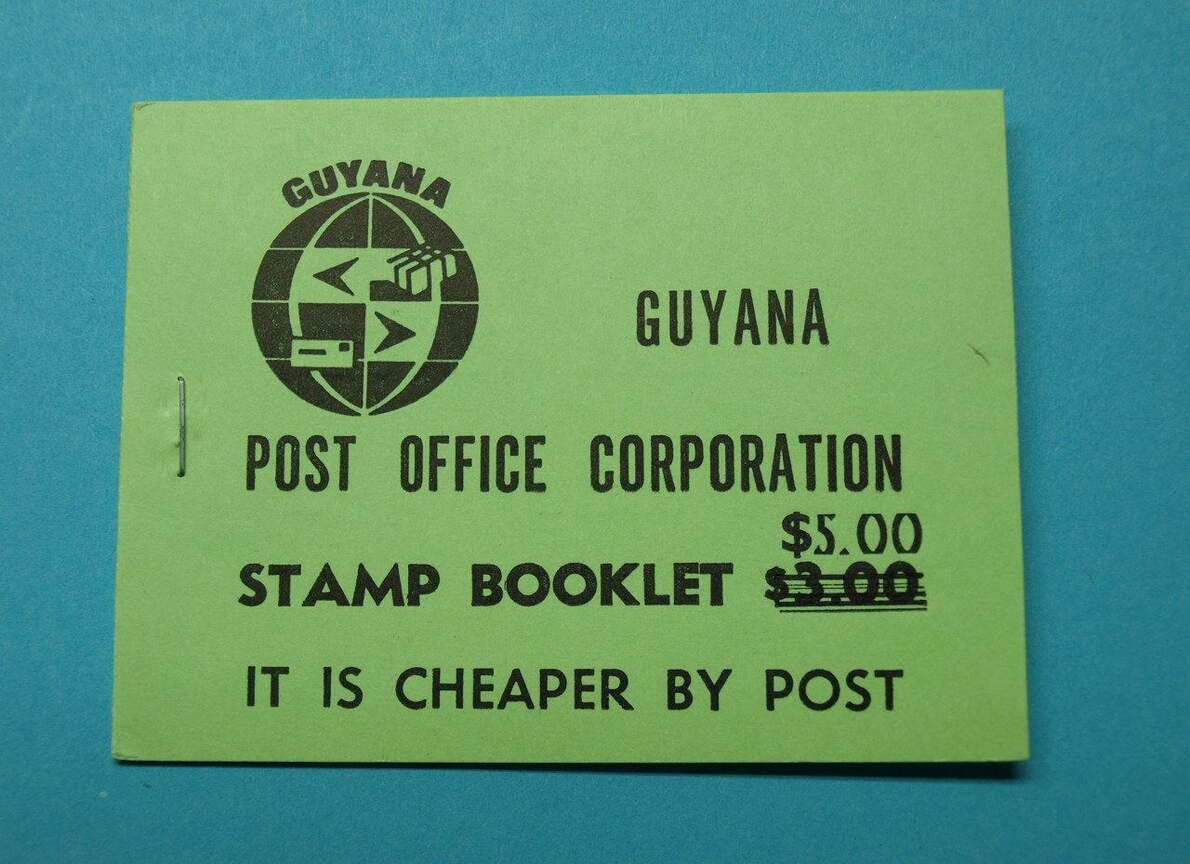 GUYANA
GUYANA
POST OFFICE CORPORATION
$5.00
STAMP BOOKLET $3.00
IT IS CHEAPER BY POST